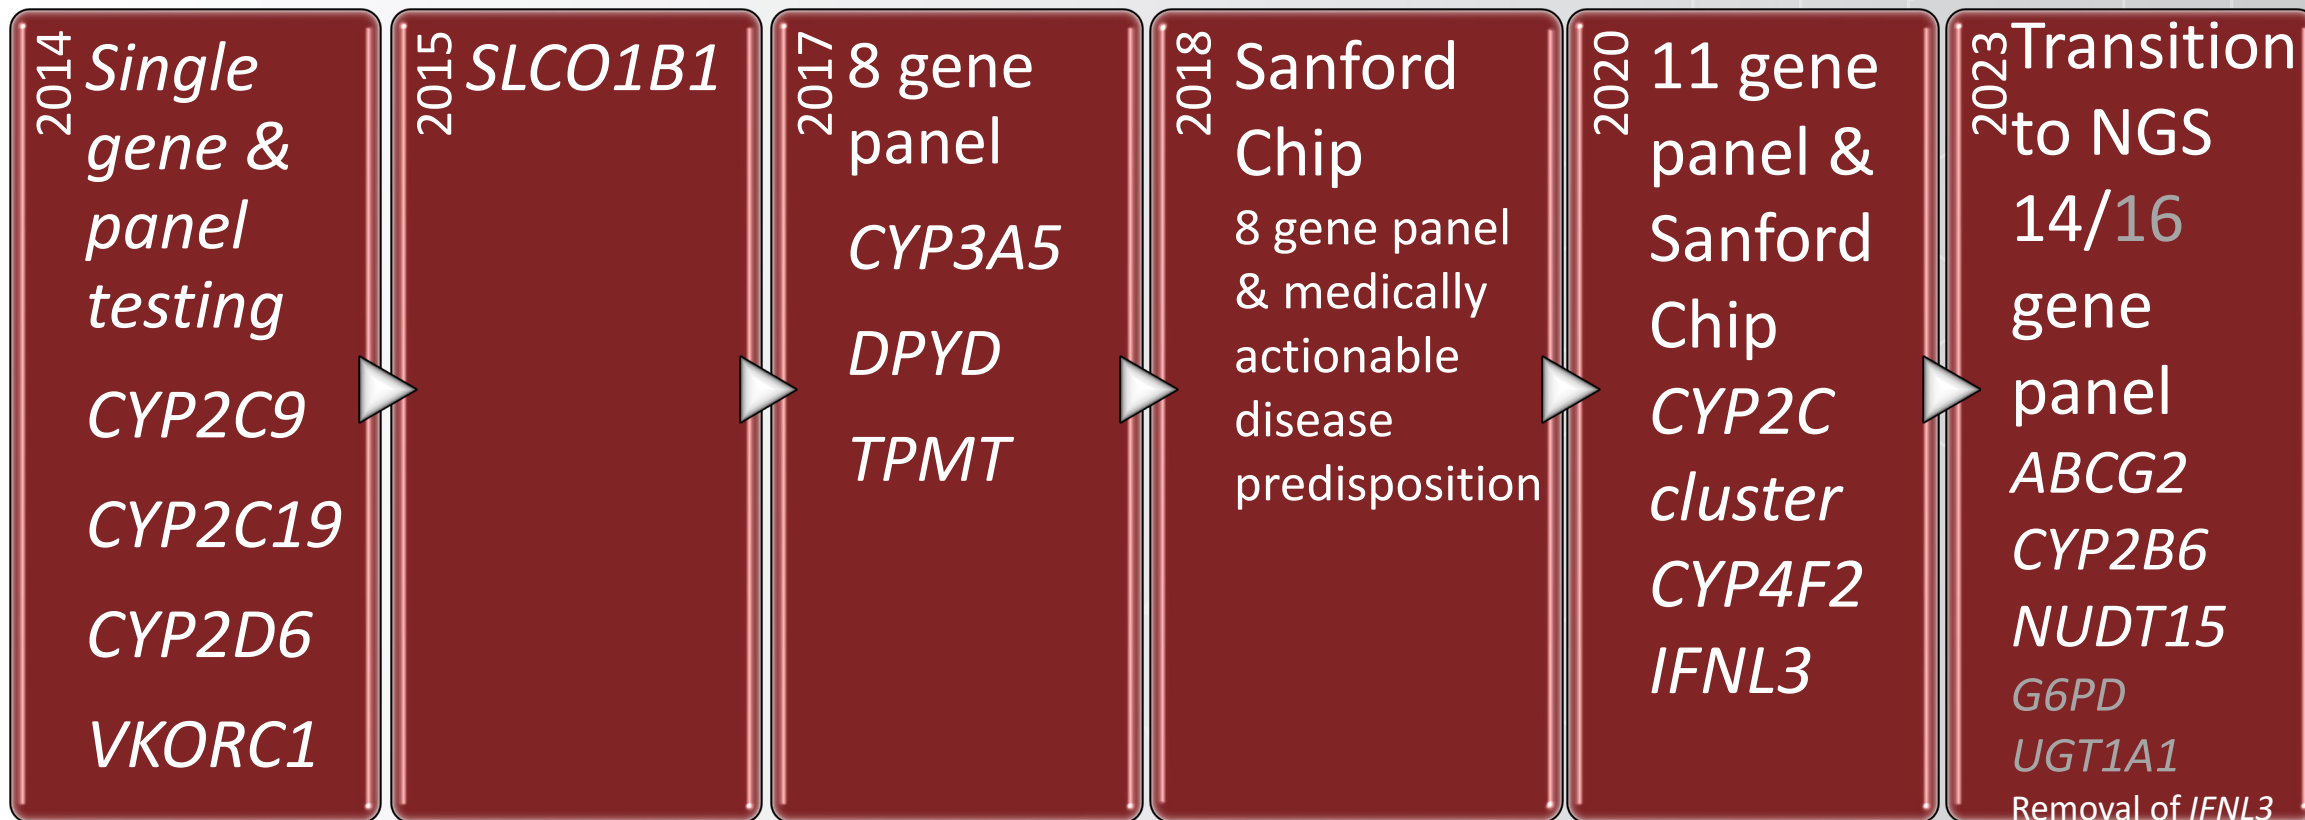 2014
Single
gene &
panel
testing
CYP2C9
CYP2C19
CYP2D6
VKORC1
2015
SLCO1B1
2017
8 gene
panel
CYP3A5
DPYD
TPMT
2018
Sanford
Chip
8 gene panel
& medically
actionable
disease
predisposition
2020
11 gene
panel &
Sanford
Chip
CYP2C
cluster
CYP4F2
IFNL3
2023
Transition
to NGS
14/16
gene
panel
ABCG2
CYP2B6
NUDT15
G6PD
UGT1A1
Removal of IFNL3